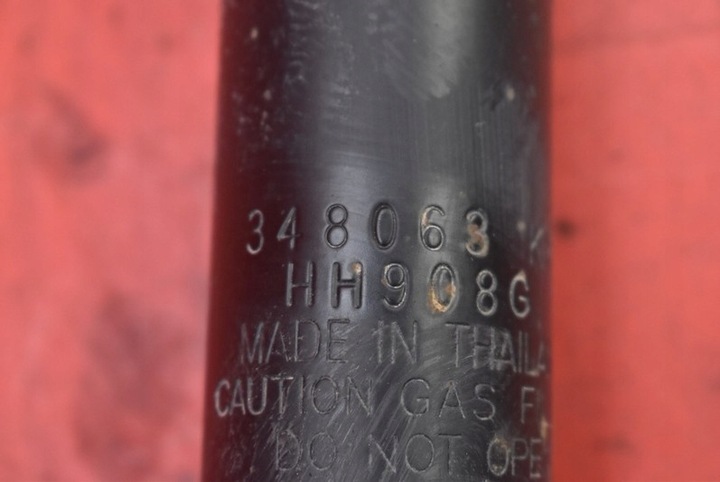 348063
HH908G
MADE IN THAILA
CAUTION GAS F
DO NOT OPE